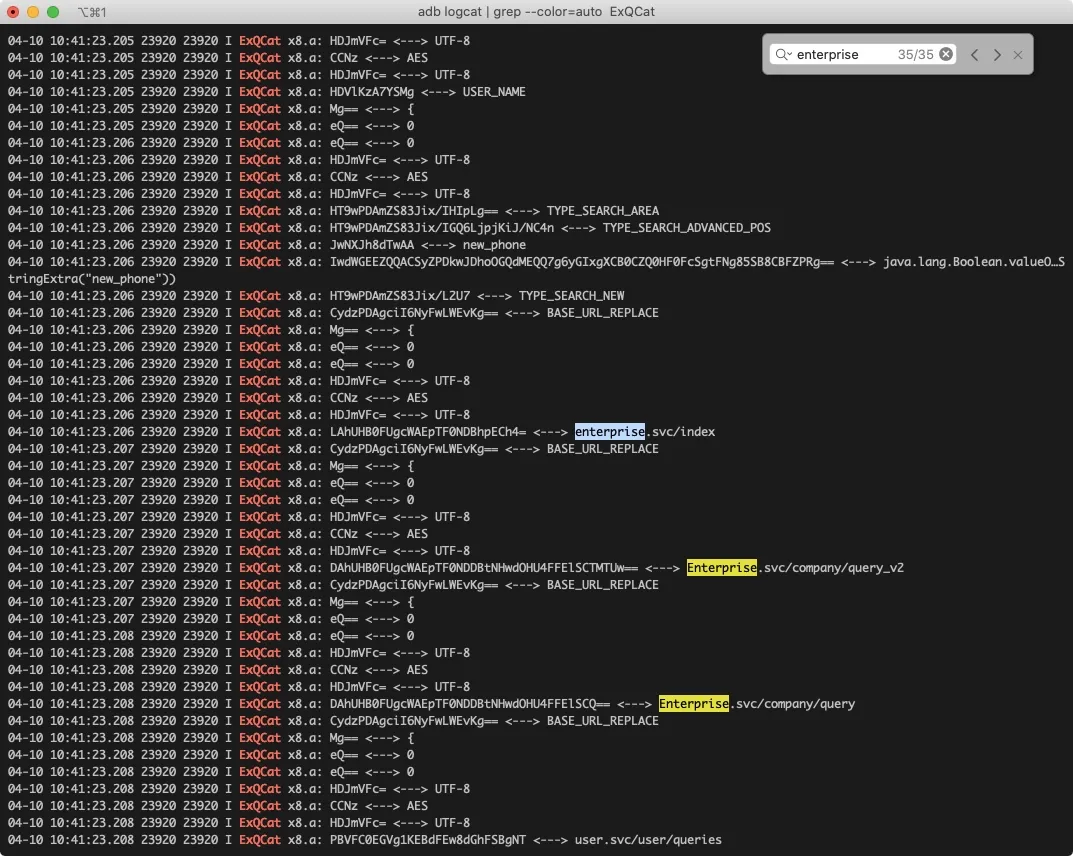 ⌥⌘1
adb logcat | grep --color=auto ExQCat
enterprise
35/35
04-10 10:41:23.205 23920 23920 I ExQCat x8.a: HDJmVFc= <---> UTF-8
04-10 10:41:23.205 23920 23920 I ExQCat x8.a: CCNz <---> AES
04-10 10:41:23.205 23920 23920 I ExQCat x8.a: HDJmVFc= <---> UTF-8
04-10 10:41:23.205 23920 23920 I ExQCat x8.a: HDVlKzA7YSMg <---> USER_NAME
04-10 10:41:23.205 23920 23920 I ExQCat x8.a: Mg== <---> {
04-10 10:41:23.205 23920 23920 I ExQCat x8.a: eQ== <---> 0
04-10 10:41:23.206 23920 23920 I ExQCat x8.a: eQ== <---> 0
04-10 10:41:23.206 23920 23920 I ExQCat x8.a: HDJmVFc= <---> UTF-8
04-10 10:41:23.206 23920 23920 I ExQCat x8.a: CCNz <---> AES
04-10 10:41:23.206 23920 23920 I ExQCat x8.a: HDJmVFc= <---> UTF-8
04-10 10:41:23.206 23920 23920 I ExQCat x8.a: HT9wPDAmZS83Jix/IHIpLg== <---> TYPE_SEARCH_AREA
04-10 10:41:23.206 23920 23920 I ExQCat x8.a: HT9wPDAmZS83Jix/IGQ6LjpjKiJ/NC4n <---> TYPE_SEARCH_ADVANCED_POS
04-10 10:41:23.206 23920 23920 I ExQCat x8.a: JwNXJh8dTwAA <---> new_phone
04-10 10:41:23.206 23920 23920 I ExQCat x8.a: IwdWGEEZQQACSyZPDkwJDhoOGQdMEQQ7g6yGIxgXCB0CZQ0HF0FcSgtFNg85SB8CBFZPRg== <---> java.lang.Boolean.valueO…S
tringExtra("new_phone"))
04-10 10:41:23.206 23920 23920 I ExQCat x8.a: HT9wPDAmZS83Jix/L2U7 <---> TYPE_SEARCH_NEW
04-10 10:41:23.206 23920 23920 I ExQCat x8.a: CydzPDAgciI6NyFwLWEvKg== <---> BASE_URL_REPLACE
04-10 10:41:23.206 23920 23920 I ExQCat x8.a: Mg== <---> {
04-10 10:41:23.206 23920 23920 I ExQCat x8.a: eQ== <---> 0
04-10 10:41:23.206 23920 23920 I ExQCat x8.a: eQ== <---> 0
04-10 10:41:23.206 23920 23920 I ExQCat x8.a: HDJmVFc= <---> UTF-8
04-10 10:41:23.206 23920 23920 I ExQCat x8.a: CCNz <---> AES
04-10 10:41:23.206 23920 23920 I ExQCat x8.a: HDJmVFc= <---> UTF-8
04-10 10:41:23.206 23920 23920 I ExQCat x8.a: LAhUHB0FUgcWAEpTF0NDBhpECh4= <---> enterprise.svc/index
04-10 10:41:23.207 23920 23920 I ExQCat x8.a: CydzPDAgciI6NyFwLWEvKg== <---> BASE_URL_REPLACE
04-10 10:41:23.207 23920 23920 I ExQCat x8.a: Mg== <---> {
04-10 10:41:23.207 23920 23920 I ExQCat x8.a: eQ== <---> 0
04-10 10:41:23.207 23920 23920 I ExQCat x8.a: eQ== <---> 0
04-10 10:41:23.207 23920 23920 I ExQCat x8.a: HDJmVFc= <---> UTF-8
04-10 10:41:23.207 23920 23920 I ExQCat x8.a: CCNz <---> AES
04-10 10:41:23.207 23920 23920 I ExQCat x8.a: HDJmVFc= <---> UTF-8
04-10 10:41:23.207 23920 23920 I ExQCat x8.a: DAhUHB0FUgcWAEpTF0NDDBtNHwdOHU4FFElSCTMTUw== <---> Enterprise.svc/company/query_v2
04-10 10:41:23.207 23920 23920 I ExQCat x8.a: CydzPDAgciI6NyFwLWEvKg== <---> BASE_URL_REPLACE
04-10 10:41:23.207 23920 23920 I ExQCat x8.a: Mg== <---> {
04-10 10:41:23.207 23920 23920 I ExQCat x8.a: eQ== <---> 0
04-10 10:41:23.208 23920 23920 I ExQCat x8.a: eQ== <---> 0
04-10 10:41:23.208 23920 23920 I ExQCat x8.a: HDJmVFc= <---> UTF-8
04-10 10:41:23.208 23920 23920 I ExQCat x8.a: CCNz <---> AES
04-10 10:41:23.208 23920 23920 I ExQCat x8.a: HDJmVFc= <---> UTF-8
04-10 10:41:23.208 23920 23920 I ExQCat x8.a: DAhUHB0FUgcWAEpTF0NDDBtNHwdOHU4FFElSCQ== <---> Enterprise.svc/company/query
04-10 10:41:23.208 23920 23920 I ExQCat x8.a: CydzPDAgciI6NyFwLWEvKg== <---> BASE_URL_REPLACE
04-10 10:41:23.208 23920 23920 I ExQCat x8.a: Mg== <---> {
04-10 10:41:23.208 23920 23920 I ExQCat x8.a: eQ== <---> 0
04-10 10:41:23.208 23920 23920 I ExQCat x8.a: eQ== <---> 0
04-10 10:41:23.208 23920 23920 I ExQCat x8.a: HDJmVFc= <---> UTF-8
04-10 10:41:23.208 23920 23920 I ExQCat x8.a: CCNz <---> AES
04-10 10:41:23.208 23920 23920 I ExQCat x8.a: HDJmVFc= <---> UTF-8
04-10 10:41:23.208 23920 23920 I ExQCat x8.a: PBVFC0EGVg1KEBdFEw8dGhFSBgNT <---> user.svc/user/queries